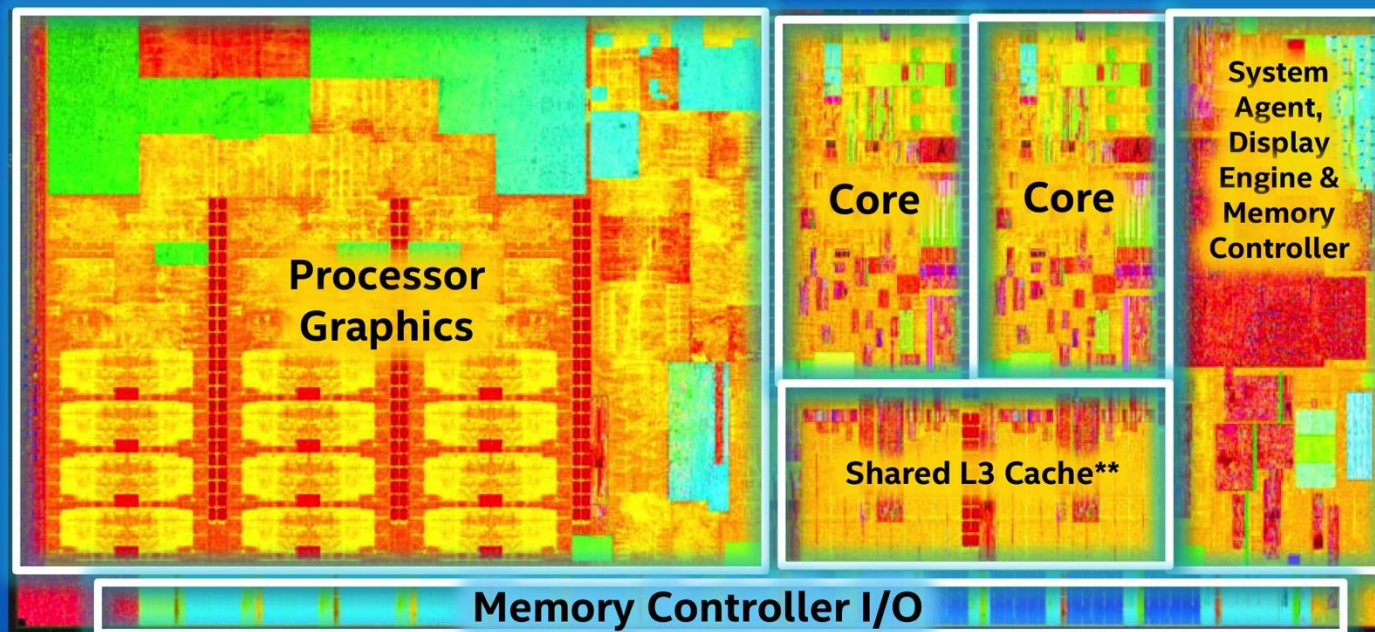 Processor
Graphics
Core
Core
System
Agent,
Display
Engine &
Memory
Controller
Shared L3 Cache**
Memory Controller I/O